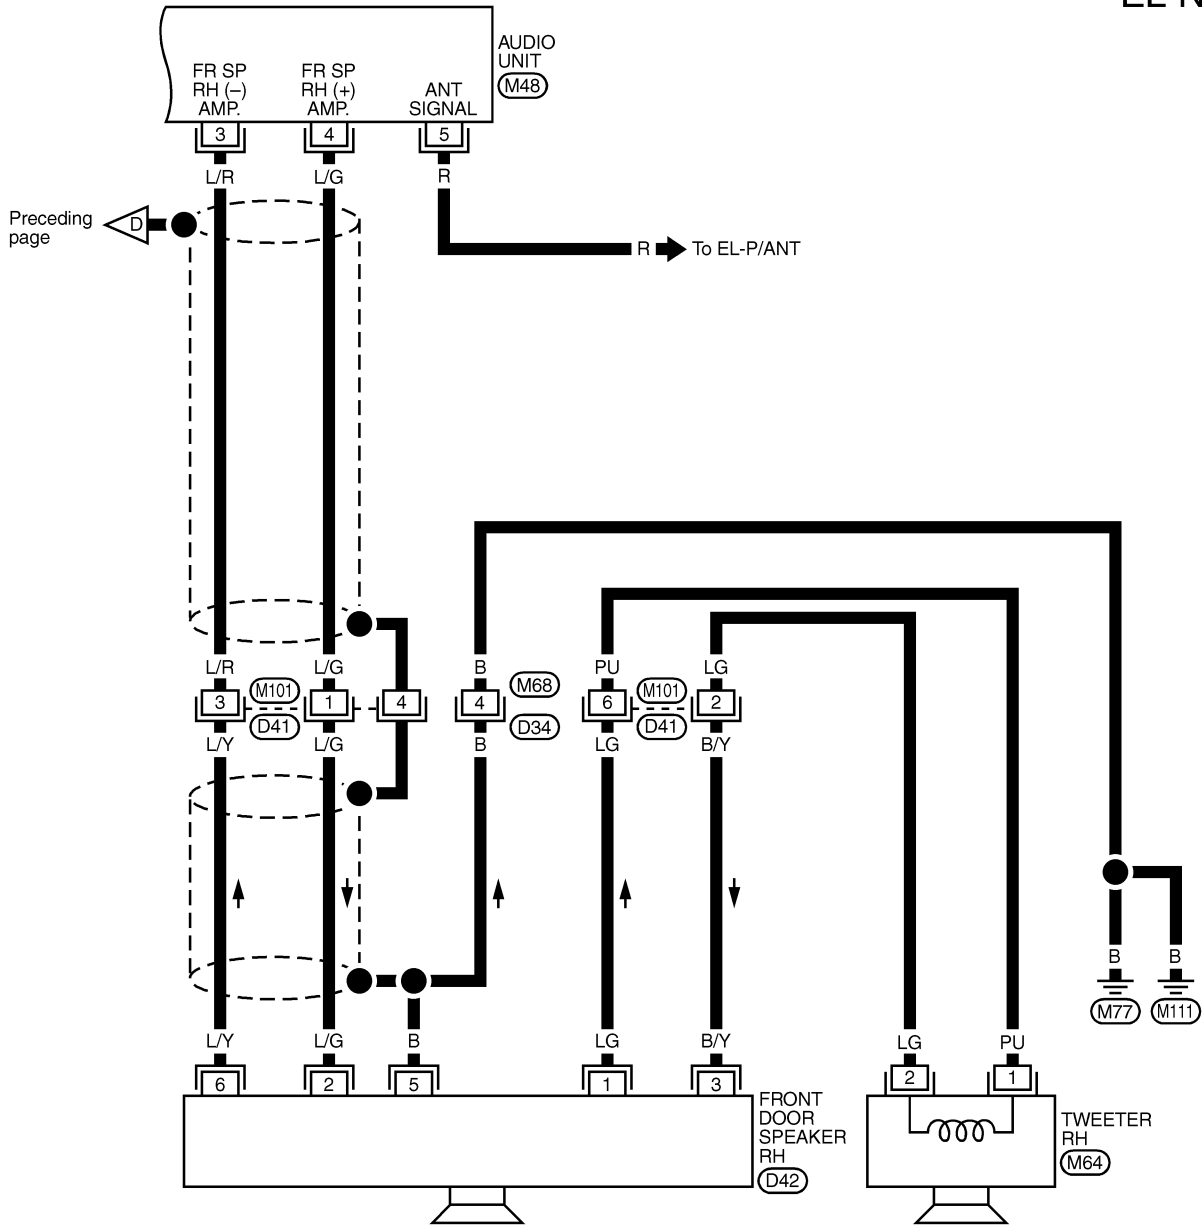 AUDIO
UNIT
M48
FR SP
RH (–)
AMP.
FR SP
RH (+)
AMP.
ANT
SIGNAL
3
4
5
L/R
L/G
R
Preceding
page
D
R
To EL-P/ANT
L/R
L/G
B
PU
LG
3
M101
D41
1
4
4
M68
D34
6
M101
D41
2
L/Y
L/G
B
LG
B/Y
B
B
M77
M111
L/Y
L/G
B
LG
B/Y
LG
PU
6
2
5
1
3
2
1
FRONT
DOOR
SPEAKER
RH
D42
TWEETER
RH
M64